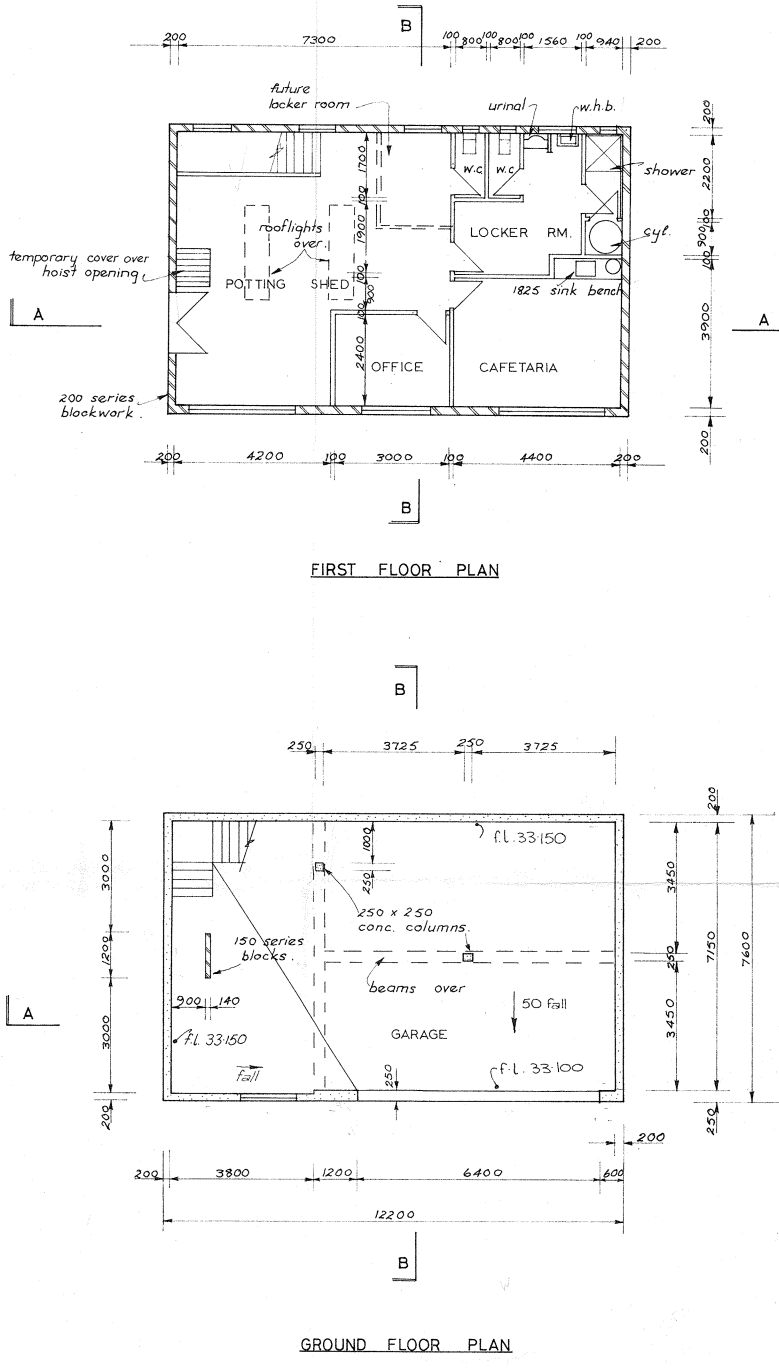 B
200 7300 100 800 100 800 100 1560 100 940 200
future
locker room
urinal
w.h.b.
200
1700
w.c
w.c
shower
2200
100
1900
LOCKER RM.
cyl.
900
100
rooflights
over.
temporary cover over
hoist opening
POTTING SHED
100
900
1825 sink bench
A
A
100
2400
OFFICE
CAFETARIA
3900
200 series
blockwork.
200
200 4200 100 3000 100 4400 200
B
FIRST FLOOR PLAN
B
250 3725 250 3725
200
f.l. 33·150
1000
250
3000
3450
250 x 250
conc. columns.
150 series
blocks.
1200
250
7150
7600
beams over
900 140
50 fall
A
A
GARAGE
f.l. 33·150
3000
3450
fall
250
f.l. 33·100
200
250
200
200 3800 1200 6400 600
12200
B
GROUND FLOOR PLAN